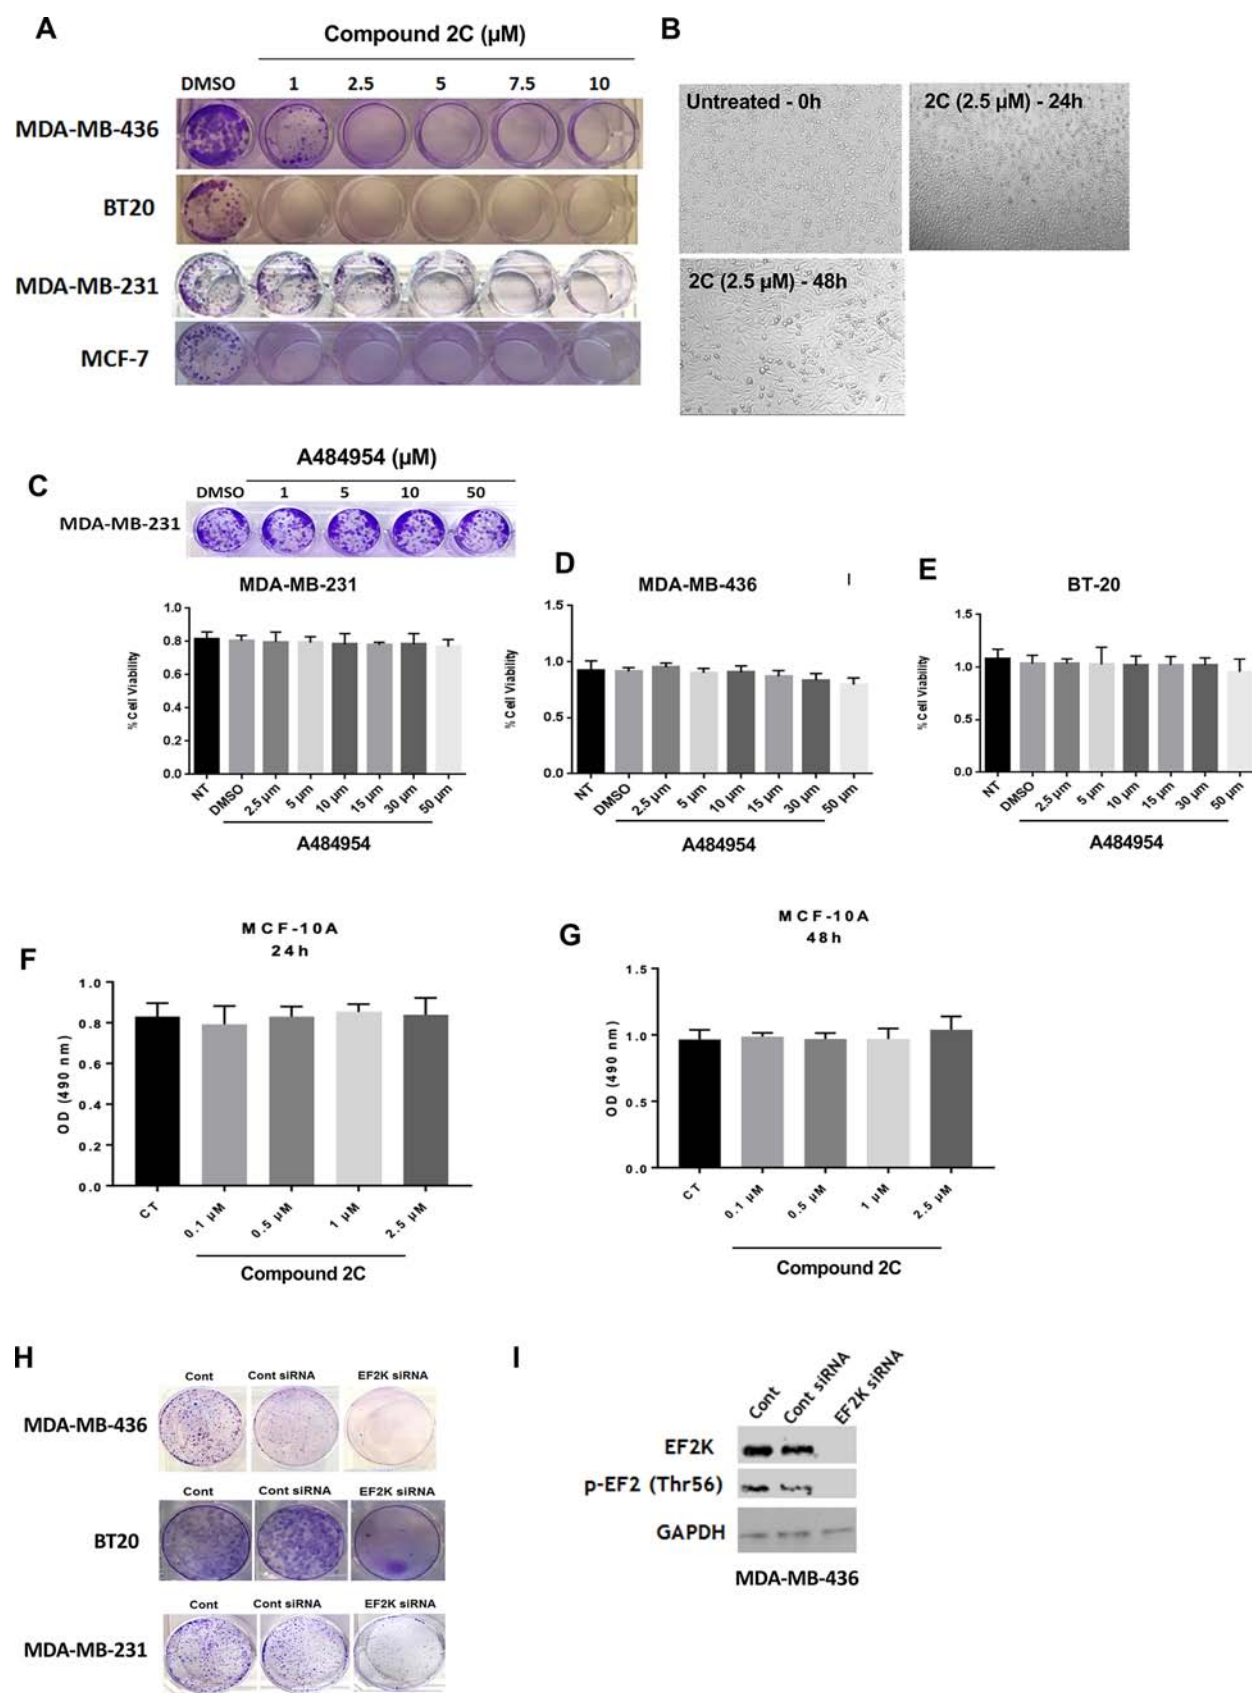 A
Compound 2C (µM)
DMSO 1 2.5 5 7.5 10
MDA-MB-436
BT20
MDA-MB-231
MCF-7
B
Untreated - 0h
2C (2.5 µM) - 24h
2C (2.5 µM) - 48h
C
A484954 (µM)
DMSO 1 5 10 50
MDA-MB-231
MDA-MB-231
% Cell Viability
1.0
0.8
0.6
0.4
0.2
0.0
NT DMSO 2.5 µm 5 µm 10 µm 15 µm 30 µm 50 µm
A484954
D
MDA-MB-436
I
% Cell Viability
1.5
1.0
0.5
0.0
NT DMSO 2.5 µm 5 µm 10 µm 15 µm 30 µm 50 µm
A484954
E
BT-20
% Cell Viability
1.5
1.0
0.5
0.0
NT DMSO 2.5 µm 5 µm 10 µm 15 µm 30 µm 50 µm
A484954
F
MCF-10A
24h
OD (490 nm)
1.0
0.8
0.6
0.4
0.2
0.0
CT 0.1 µM 0.5 µM 1 µM 2.5 µM
Compound 2C
G
MCF-10A
48h
OD (490 nm)
1.5
1.0
0.5
0.0
CT 0.1 µM 0.5 µM 1 µM 2.5 µM
Compound 2C
H
Cont Cont siRNA EF2K siRNA
MDA-MB-436
Cont Cont siRNA EF2K siRNA
BT20
Cont Cont siRNA EF2K siRNA
MDA-MB-231
I
Cont Cont siRNA EF2K siRNA
EF2K
p-EF2 (Thr56)
GAPDH
MDA-MB-436